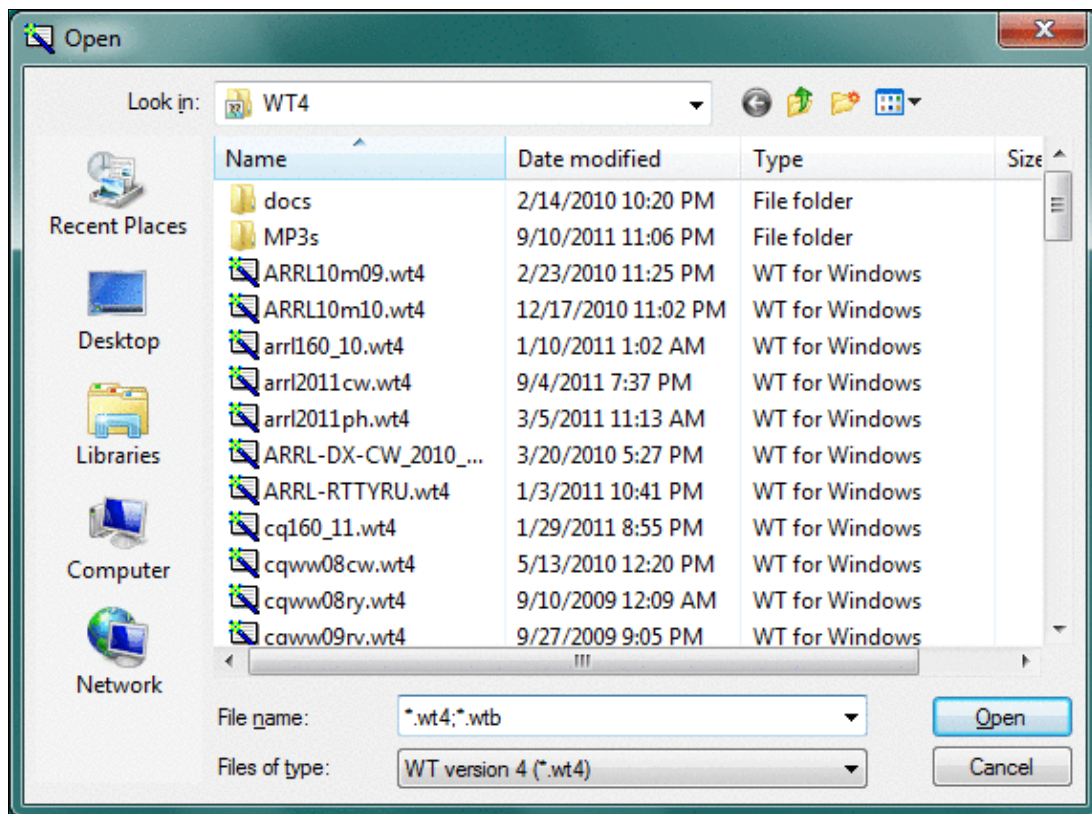 Open
Look in: WT4
Name Date modified Type Size
docs 2/14/2010 10:20 PM File folder
MP3s 9/10/2011 11:06 PM File folder
ARRL10m09.wt4 2/23/2010 11:25 PM WT for Windows
ARRL10m10.wt4 12/17/2010 11:02 PM WT for Windows
arrl160_10.wt4 1/10/2011 1:02 AM WT for Windows
arrl2011cw.wt4 9/4/2011 7:37 PM WT for Windows
arrl2011ph.wt4 3/5/2011 11:13 AM WT for Windows
ARRL-DX-CW_2010_... 3/20/2010 5:27 PM WT for Windows
ARRL-RTTYRU.wt4 1/3/2011 10:41 PM WT for Windows
cq160_11.wt4 1/29/2011 8:55 PM WT for Windows
cqww08cw.wt4 5/13/2010 12:20 PM WT for Windows
cqww08ry.wt4 9/10/2009 12:09 AM WT for Windows
cqww09ry.wt4 9/27/2009 9:05 PM WT for Windows
Recent Places
Desktop
Libraries
Computer
Network
File name: *.wt4;*.wtb Open
Files of type: WT version 4 (*.wt4) Cancel